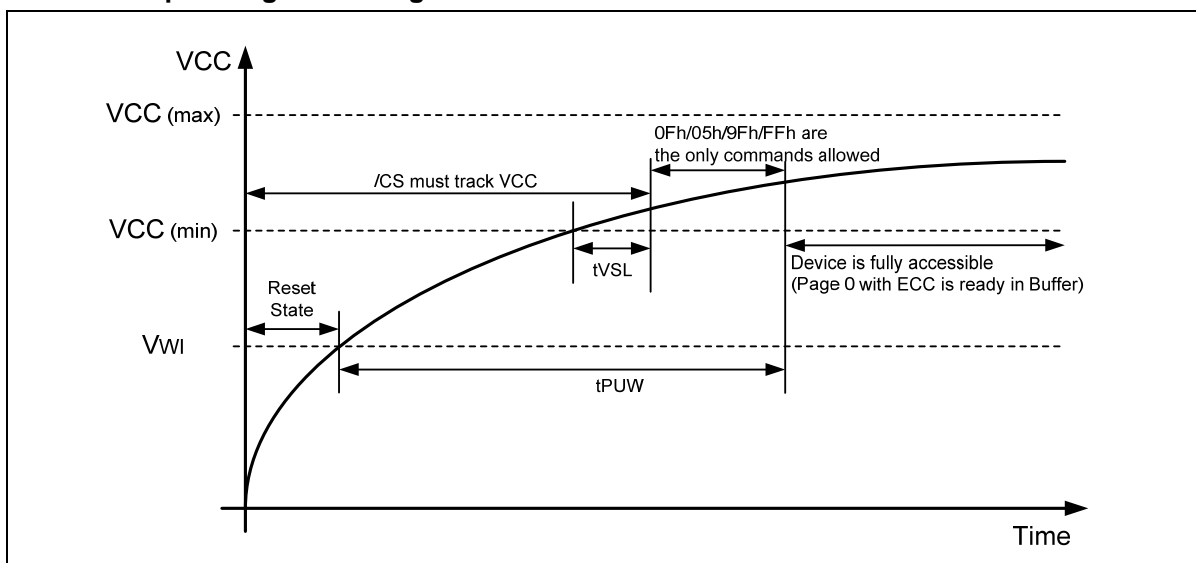 VCC
VCC (max)
0Fh/05h/9Fh/FFh are
the only commands allowed
/CS must track VCC
VCC (min)
tVSL
Device is fully accessible
(Page 0 with ECC is ready in Buffer)
Reset
State
VWI
tPUW
Time